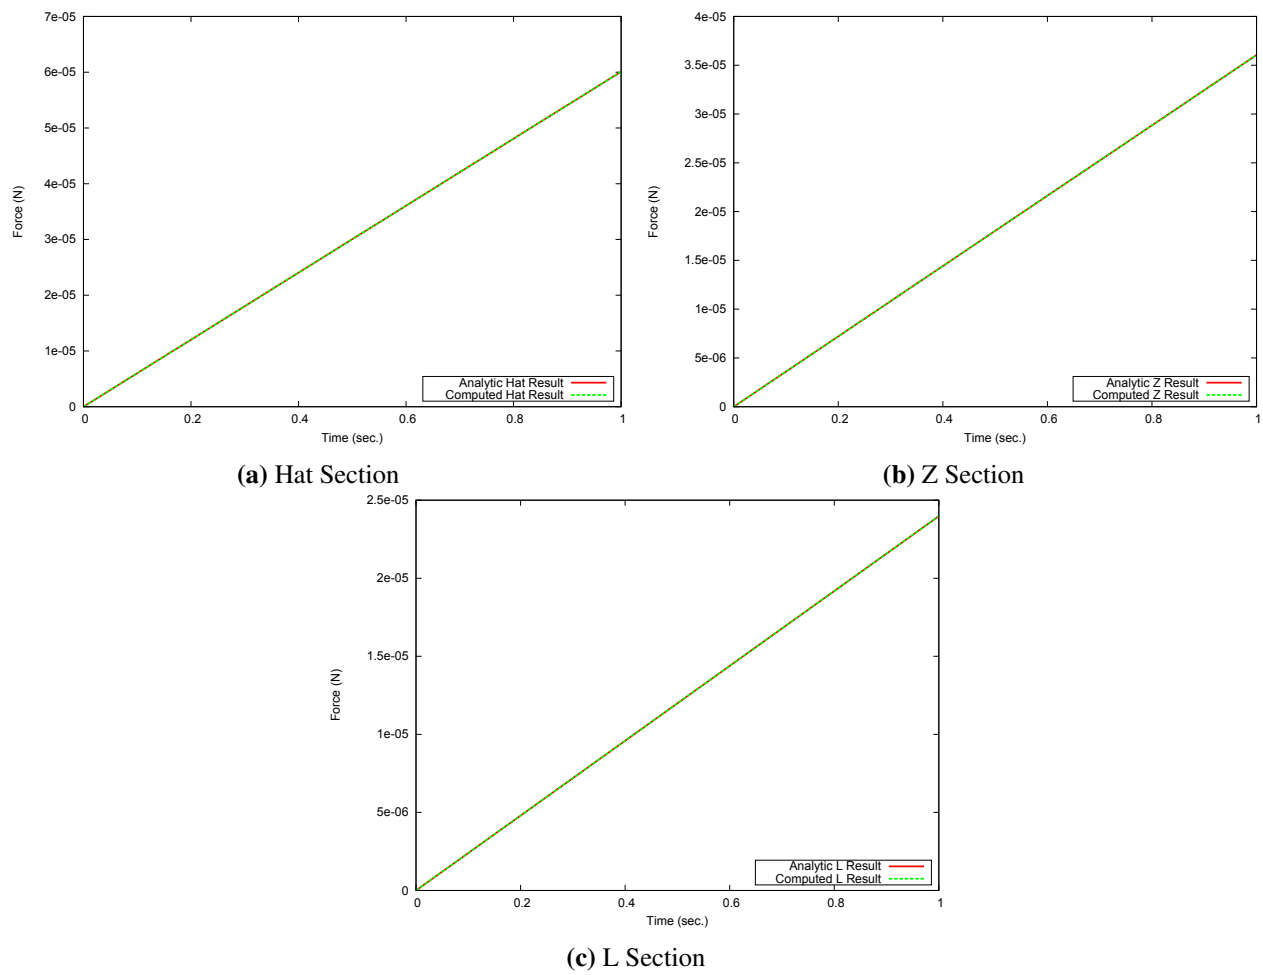 7e-05
6e-05
5e-05
4e-05
3e-05
2e-05
1e-05
0
Force (N)
0 0.2 0.4 0.6 0.8 1
Time (sec.)
Analytic Hat Result
Computed Hat Result
(a) Hat Section
4e-05
3.5e-05
3e-05
2.5e-05
2e-05
1.5e-05
1e-05
5e-06
0
Force (N)
0 0.2 0.4 0.6 0.8 1
Time (sec.)
Analytic Z Result
Computed Z Result
(b) Z Section
2.5e-05
2e-05
1.5e-05
1e-05
5e-06
0
Force (N)
0 0.2 0.4 0.6 0.8 1
Time (sec.)
Analytic L Result
Computed L Result
(c) L Section